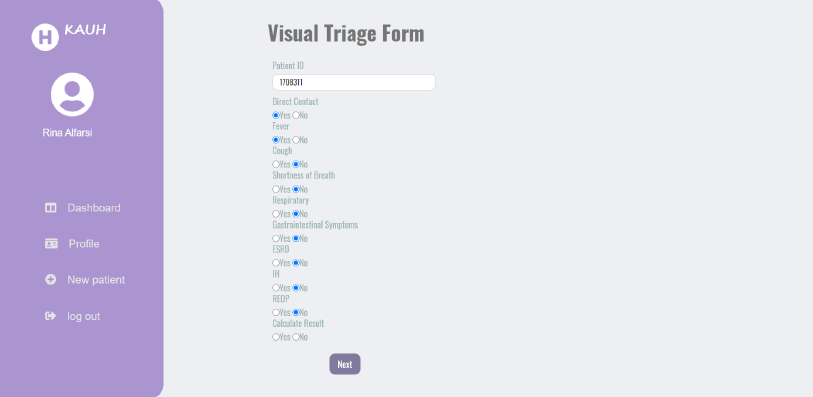 H KAUH
Rina Alfarsi
Dashboard
Profile
New patient
log out
Visual Triage Form
Patient ID
1708311
Direct Contact
Yes No
Fever
Yes No
Cough
Yes No
Shortness of Breath
Yes No
Respiratory
Yes No
Gastrointestinal Symptoms
Yes No
ESRD
Yes No
IH
Yes No
REOP
Yes No
Calculate Result
Yes No
Next